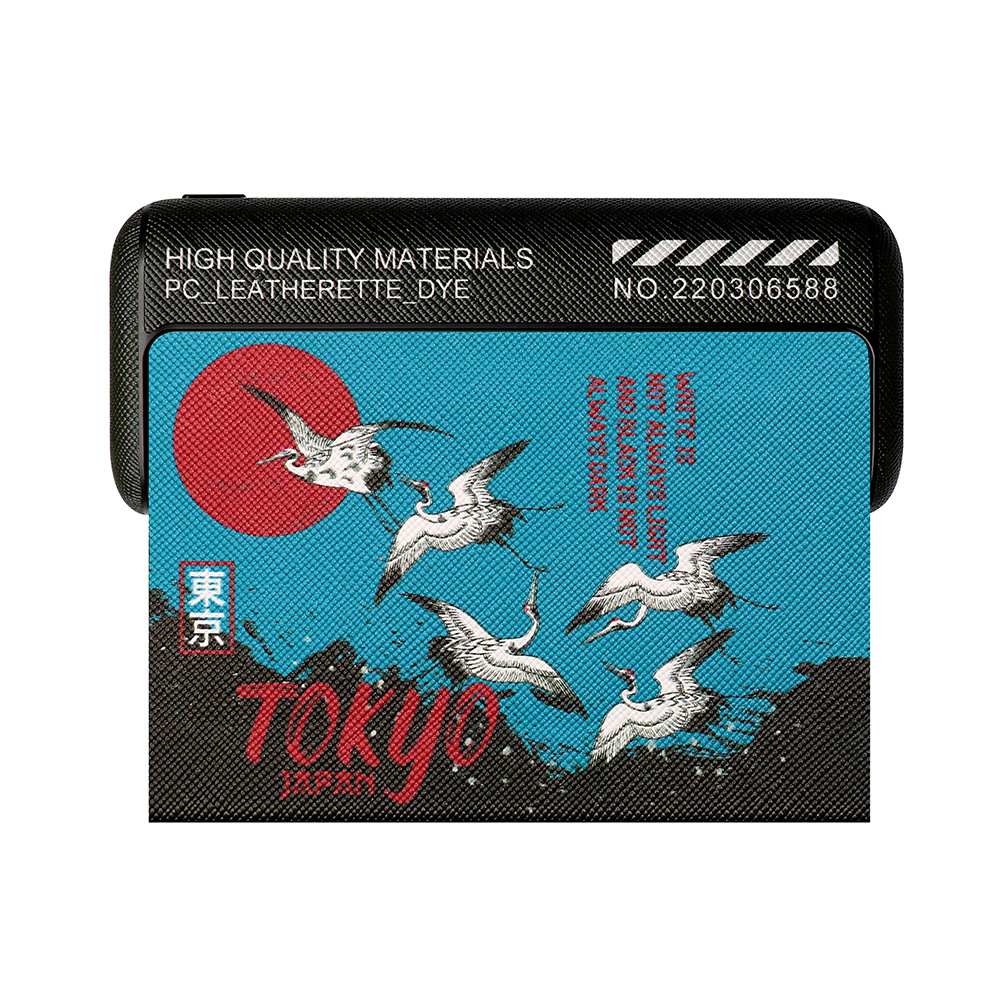 HIGH QUALITY MATERIALS
PC_LEATHERETTE_DYE
NO.220306588
WHITE IS
NOT ALWAYS LIGHT
AND BLACK IS NOT
ALWAYS DARK
東京
TOKYO
JAPAN